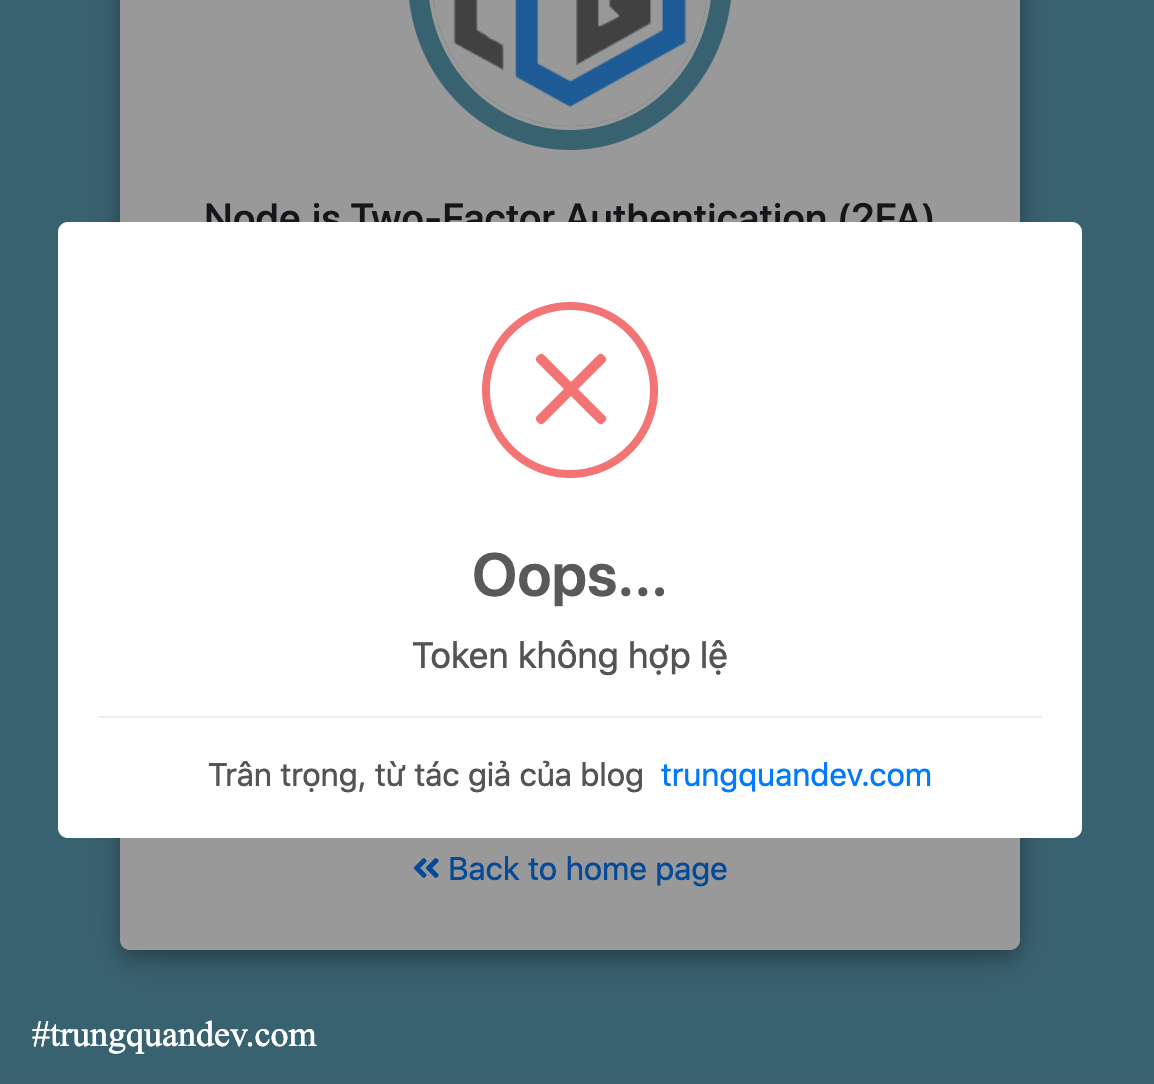 Node is Two-Factor Authentication (2FA)
Oops...
Token không hợp lệ
Trân trọng, từ tác giả của blog trungquandev.com
Back to home page
#trungquandev.com